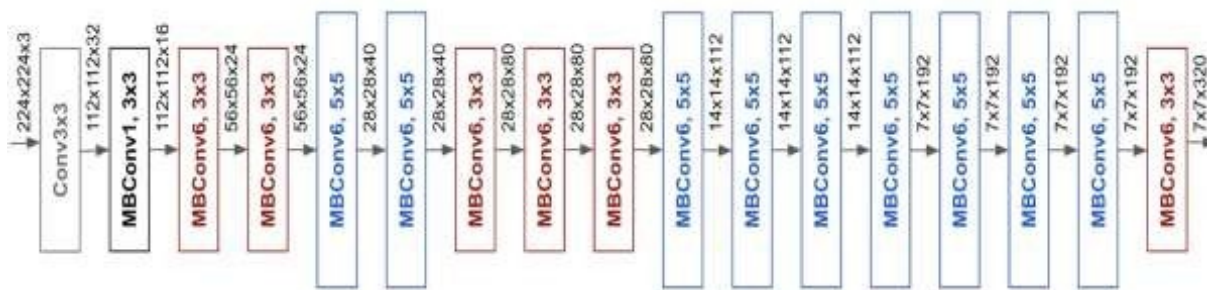 224x224x3
Conv3x3
112x112x32
MBConv1, 3x3
112x112x16
MBConv6, 3x3
56x56x24
MBConv6, 3x3
56x56x24
MBConv6, 5x5
28x28x40
MBConv6, 5x5
28x28x40
MBConv6, 3x3
28x28x80
MBConv6, 3x3
28x28x80
MBConv6, 3x3
28x28x80
MBConv6, 5x5
14x14x112
MBConv6, 5x5
14x14x112
MBConv6, 5x5
14x14x112
MBConv6, 5x5
7x7x192
MBConv6, 5x5
7x7x192
MBConv6, 5x5
7x7x192
MBConv6, 5x5
7x7x192
MBConv6, 3x3
7x7x320